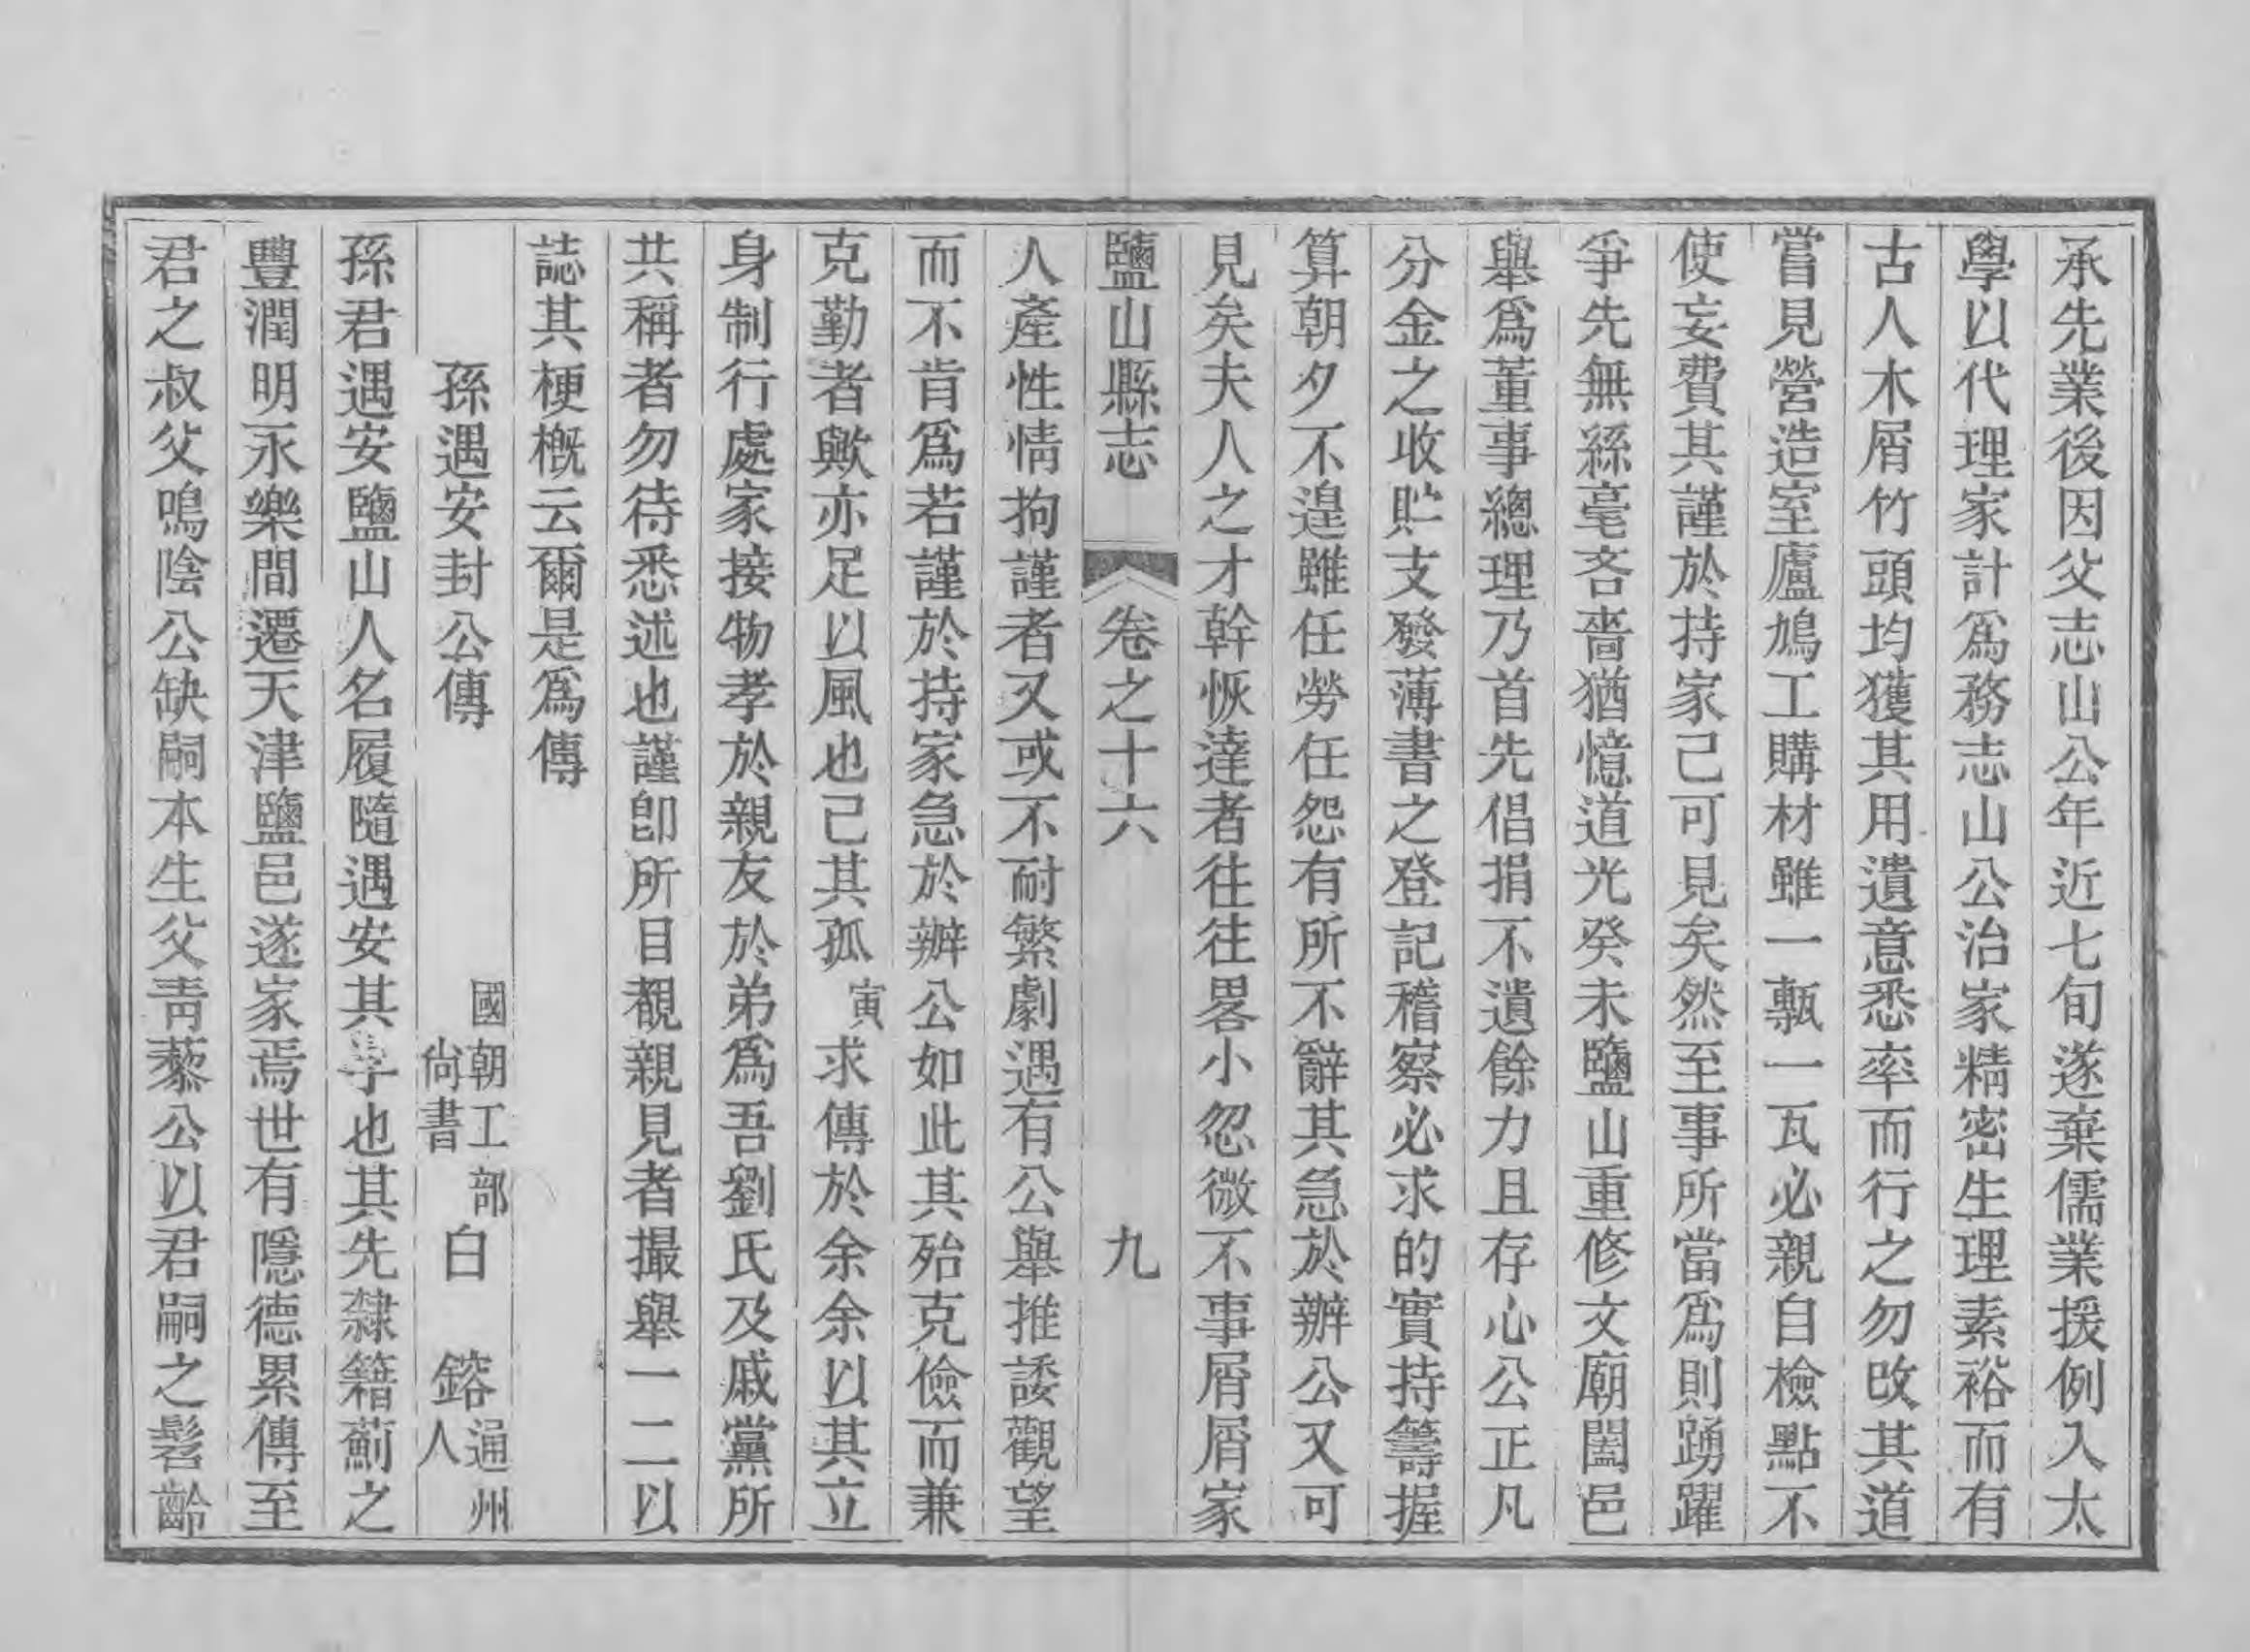 承先業後因父志山公年近七旬遂棄儒業援例入太
學以代理家計爲務志山公治家精密生理素裕而有
古人木屑竹頭均獲其用遺意悉率而行之勿改其道
嘗見營造室廬鳩工購材雖一甎一瓦必親自檢點不
使妄費其謹於持家己可見矣然至事所當爲則踴躍
爭先無絲毫吝嗇猶憶道光癸未鹽山重修文廟闔邑
舉爲董事總理乃首先倡捐不遺餘力且存心公正凡
分金之收貯支發薄書之登記稽察必求的實持籌握
算朝夕不遑雖任勞任怨有所不辭其急於辦公又可
見矣夫人之才幹恢達者往往畧小忽微不事屑屑家
鹽山縣志 卷之十六 九
人產性情拘謹者又或不耐繁劇遇有公舉推諉觀望
而不肯爲若謹於持家急於辦公如此其殆克儉而兼
克勤者歟亦足以風也己其孤寅求傳於余余以其立
身制行處家接物孝於親友於弟爲吾劉氏及戚黨所
共稱者勿待悉述也謹卽所目覩親見者撮舉一二以
誌其梗概云爾是爲傳
孫遇安封公傳 國朝工部尙書 白 鎔 通州人
孫君遇安鹽山人名履隨遇安其字也其先隸籍薊之
豐潤明永樂間遷天津鹽邑遂家焉世有隱德累傳至
君之叔父鳴陰公缺嗣本生父靑藜公以君嗣之髫齡